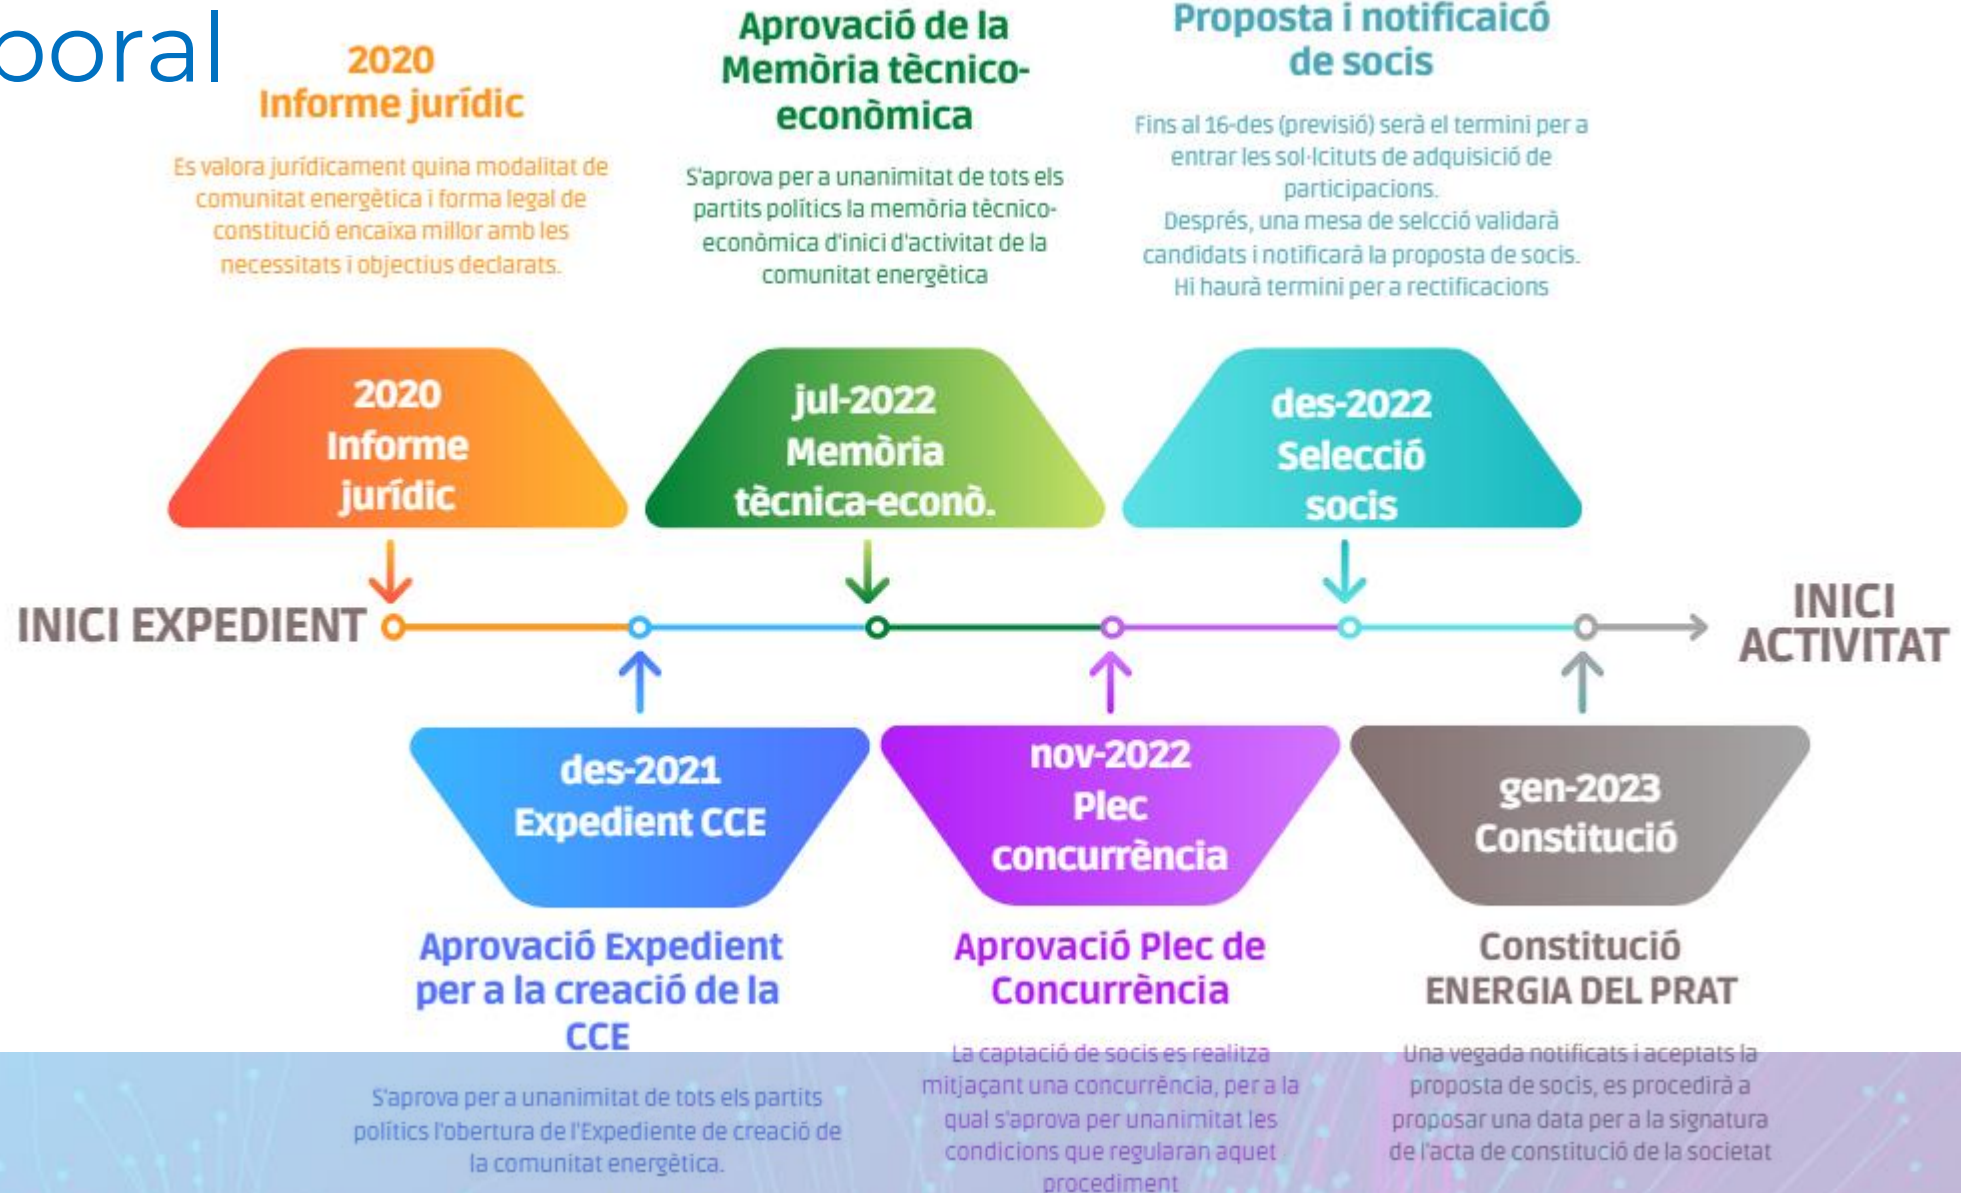 poral
2020
Informe jurídic
Es valora jurídicament quina modalitat de
comunitat energètica i forma legal de
constitució encaixa millor amb les
necessitats i objectius declarats.
Aprovació de la
Memòria tècnico-
econòmica
S'aprova per a unanimitat de tots els
partits polítics la memòria tècnico-
econòmica d'inici d'activitat de la
comunitat energètica
Proposta i notificaicó
de socis
Fins al 16-des (previsió) serà el termini per a
entrar les sol·lcituts de adquisició de
participacions.
Després, una mesa de selcció validarà
candidats i notificarà la proposta de socis.
Hi haurà termini per a rectificacions
2020
Informe
jurídic
jul-2022
Memòria
tècnica-econò.
des-2022
Selecció
socis
INICI EXPEDIENT
INICI
ACTIVITAT
des-2021
Expedient CCE
nov-2022
Plec
concurrència
gen-2023
Constitució
Aprovació Expedient
per a la creació de la
CCE
S'aprova per a unanimitat de tots els partits
polítics l'obertura de l'Expediente de creació de
la comunitat energètica.
Aprovació Plec de
Concurrència
La captació de socis es realitza
mitjaçant una concurrència, per a la
qual s'aprova per unanimitat les
condicions que regularan aquet
procediment
Constitució
ENERGIA DEL PRAT
Una vegada notificats i aceptats la
proposta de socis, es procedirà a
proposar una data per a la signatura
de l'acta de constitució de la societat